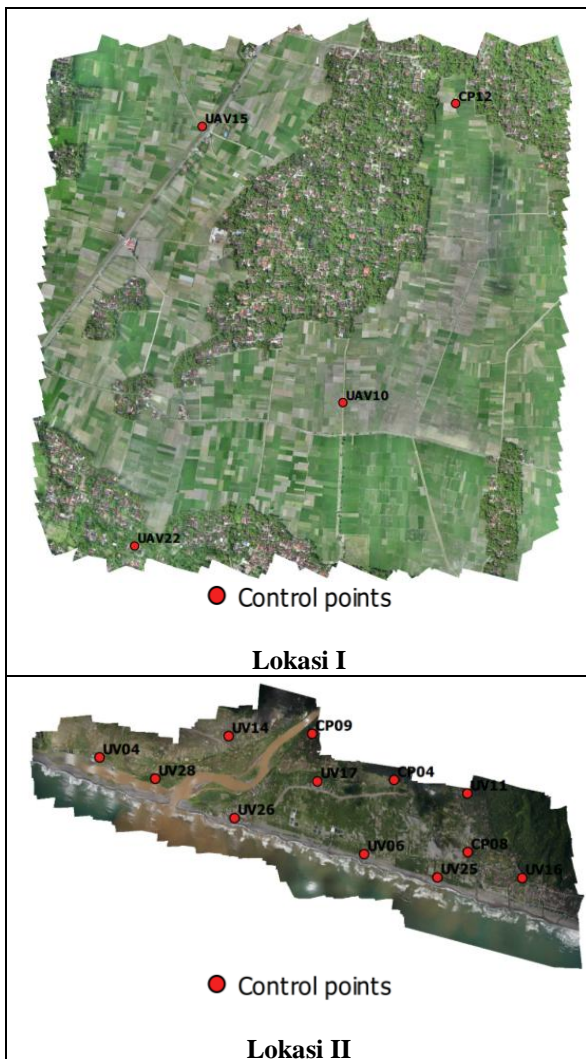 CP12
UAV15
UAV10
UAV22
Control points
Lokasi I
UV14
CP09
UV04
UV28
UV17
CP04
UV11
UV26
UV06
CP08
UV25
UV16
Control points
Lokasi II